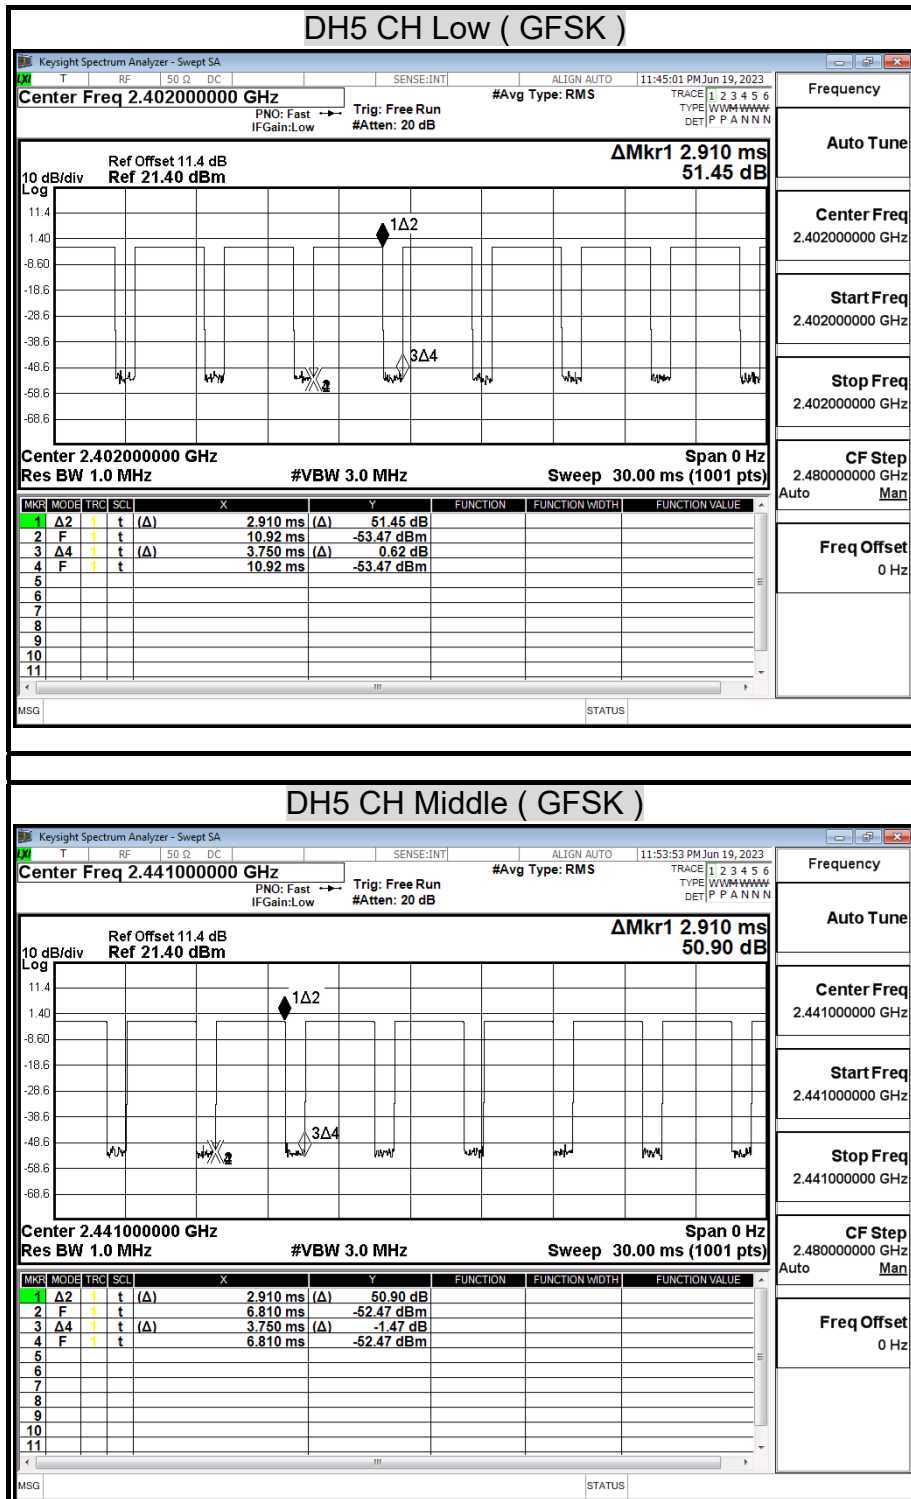 DH5 CH Low ( GFSK )
Keysight Spectrum Analyzer - Swept SA
LXI T RF 50 Ω DC SENSE:INT ALIGN AUTO 11:45:01 PM Jun 19, 2023
Center Freq 2.402000000 GHz #Avg Type: RMS TRACE 1 2 3 4 5 6
PNO: Fast Trig: Free Run TYPE WWMWWWW
IFGain:Low #Atten: 20 dB DET P P A N N N
Frequency
Auto Tune
Center Freq
2.402000000 GHz
Start Freq
2.402000000 GHz
Stop Freq
2.402000000 GHz
CF Step
2.480000000 GHz
Auto Man
Freq Offset
0 Hz
ΔMkr1 2.910 ms
51.45 dB
Ref Offset 11.4 dB
10 dB/div Ref 21.40 dBm
Log
11.4
1.40
-8.60
-18.6
-28.6
-38.6
-48.6
-58.6
-68.6
1Δ2
3Δ4
Center 2.402000000 GHz Span 0 Hz
Res BW 1.0 MHz #VBW 3.0 MHz Sweep 30.00 ms (1001 pts)
MKR MODE TRC SCL X Y FUNCTION FUNCTION WIDTH FUNCTION VALUE
1 Δ2 1 t (Δ) 2.910 ms (Δ) 51.45 dB
2 F 1 t 10.92 ms -53.47 dBm
3 Δ4 1 t (Δ) 3.750 ms (Δ) 0.62 dB
4 F 1 t 10.92 ms -53.47 dBm
5
6
7
8
9
10
11
MSG STATUS
DH5 CH Middle ( GFSK )
Keysight Spectrum Analyzer - Swept SA
LXI T RF 50 Ω DC SENSE:INT ALIGN AUTO 11:53:53 PM Jun 19, 2023
Center Freq 2.441000000 GHz #Avg Type: RMS TRACE 1 2 3 4 5 6
PNO: Fast Trig: Free Run TYPE WWMWWWW
IFGain:Low #Atten: 20 dB DET P P A N N N
Frequency
Auto Tune
Center Freq
2.441000000 GHz
Start Freq
2.441000000 GHz
Stop Freq
2.441000000 GHz
CF Step
2.480000000 GHz
Auto Man
Freq Offset
0 Hz
ΔMkr1 2.910 ms
50.90 dB
Ref Offset 11.4 dB
10 dB/div Ref 21.40 dBm
Log
11.4
1.40
-8.60
-18.6
-28.6
-38.6
-48.6
-58.6
-68.6
1Δ2
3Δ4
Center 2.441000000 GHz Span 0 Hz
Res BW 1.0 MHz #VBW 3.0 MHz Sweep 30.00 ms (1001 pts)
MKR MODE TRC SCL X Y FUNCTION FUNCTION WIDTH FUNCTION VALUE
1 Δ2 1 t (Δ) 2.910 ms (Δ) 50.90 dB
2 F 1 t 6.810 ms -52.47 dBm
3 Δ4 1 t (Δ) 3.750 ms (Δ) -1.47 dB
4 F 1 t 6.810 ms -52.47 dBm
5
6
7
8
9
10
11
MSG STATUS